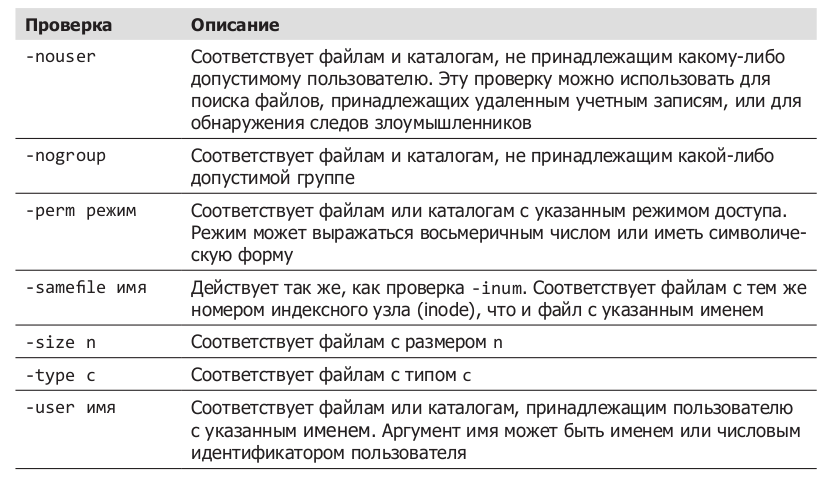 Проверка Описание
-nouser Соответствует файлам и каталогам, не принадлежащим какому-либо
допустимому пользователю. Эту проверку можно использовать для
поиска файлов, принадлежащих удаленным учетным записям, или для
обнаружения следов злоумышленников
-nogroup Соответствует файлам и каталогам, не принадлежащим какой-либо
допустимой группе
-perm режим Соответствует файлам или каталогам с указанным режимом доступа.
Режим может выражаться восьмеричным числом или иметь символиче-
скую форму
-samefile имя Действует так же, как проверка -inum. Соответствует файлам с тем же
номером индексного узла (inode), что и файл с указанным именем
-size n Соответствует файлам с размером n
-type c Соответствует файлам с типом c
-user имя Соответствует файлам или каталогам, принадлежащим пользователю
с указанным именем. Аргумент имя может быть именем или числовым
идентификатором пользователя